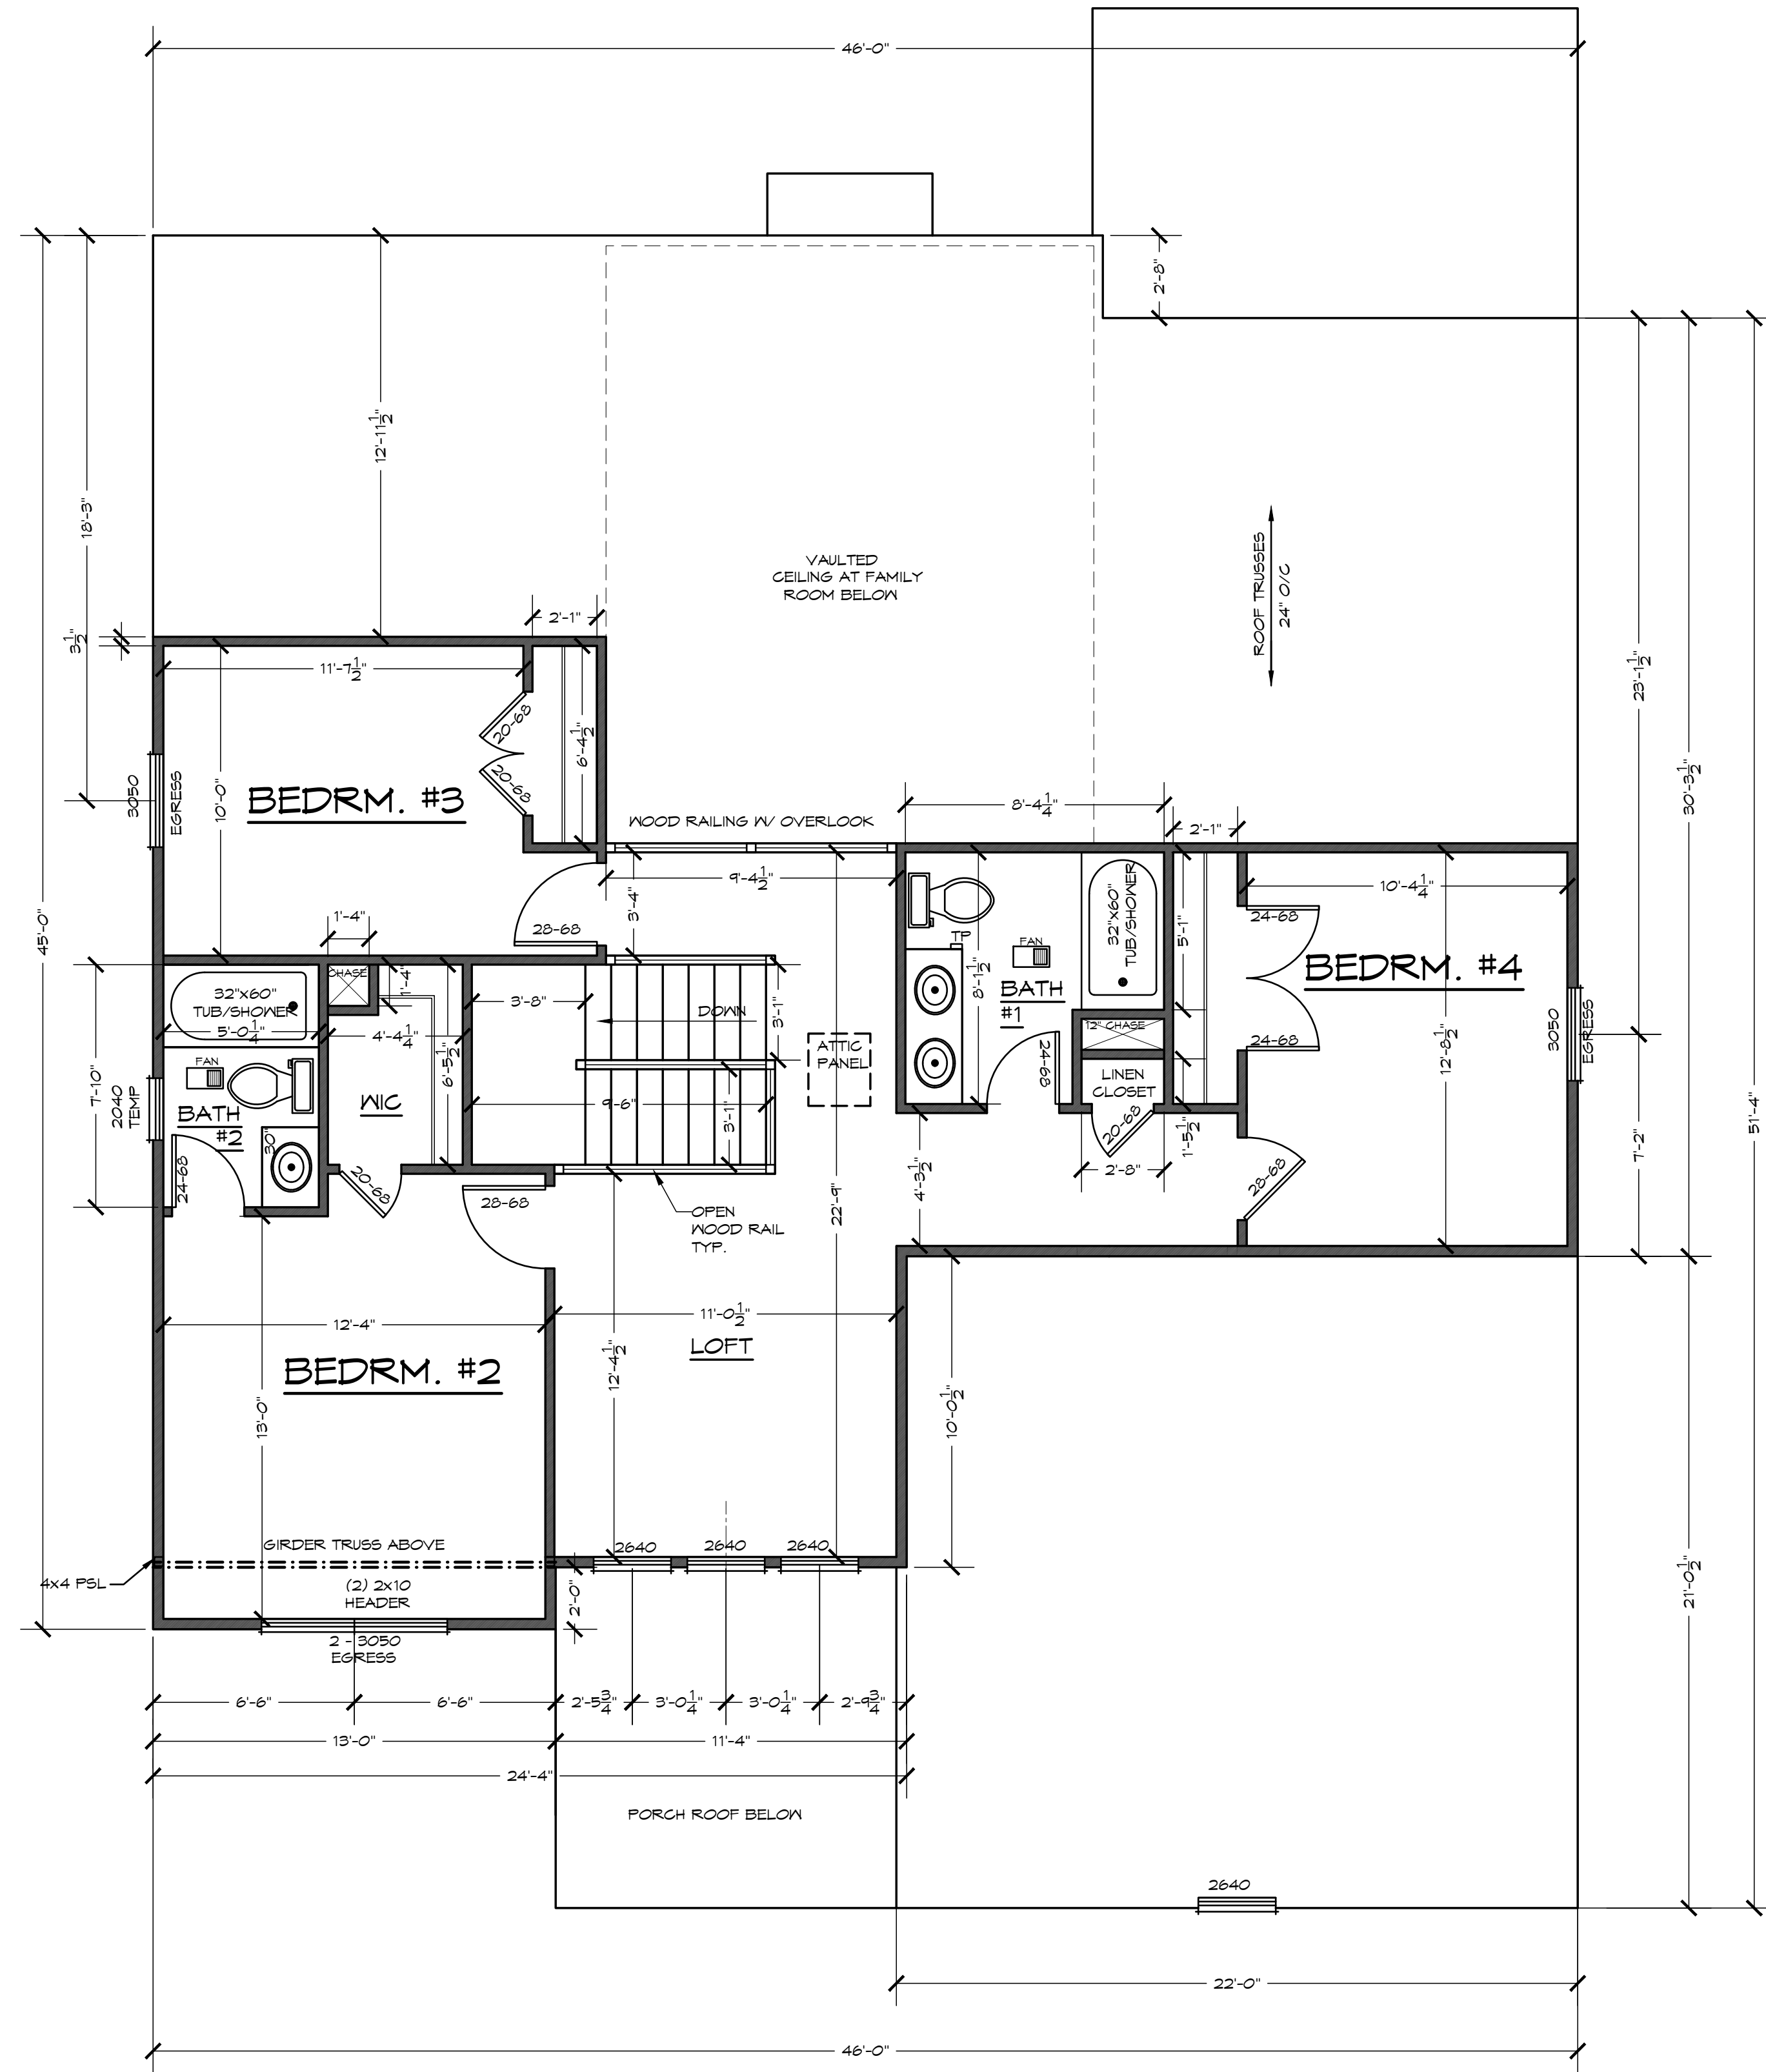 46'-0"
2'-8"
12'-11 1/2"
18'-3"
3 1/2"
45'-0"
VAULTED
CEILING AT FAMILY
ROOM BELOW
ROOF TRUSSES
24" O/C
23'-1 1/2"
30'-3 1/2"
51'-4"
2'-1"
11'-7 1/2"
20-68
20-68
6'-4 1/2"
3050
EGRESS
10'-0"
BEDRM. #3
WOOD RAILING W/ OVERLOOK
8'-4 1/4"
2'-1"
9'-4 1/2"
3'-4"
28-68
1'-4"
CHASE
1'-4"
32"x60"
TUB/SHOWER
5'-0 1/4"
4'-4 1/4"
6'-5 1/2"
3'-8"
DOWN
3'-1"
9'-6"
3'-1"
ATTIC
PANEL
FAN
BATH
#2
30"
24-68
7'-10"
2040
TEMP
WIC
20-68
28-68
TP
FAN
BATH
#1
8'-1 1/2"
32"x60"
TUB/SHOWER
5'-1"
12" CHASE
LINEN
CLOSET
24-68
20-68
1'-5 1/2"
2'-8"
4'-3 1/2"
10'-4 1/4"
24-68
BEDRM. #4
24-68
12'-8 1/2"
28-68
3050
EGRESS
7'-2"
OPEN
WOOD RAIL
TYP.
22'-9"
11'-0 1/2"
LOFT
12'-4 1/2"
12'-4"
BEDRM. #2
13'-0"
10'-0 1/2"
21'-0 1/2"
GIRDER TRUSS ABOVE
2640
2640
2640
4x4 PSL
(2) 2x10
HEADER
2'-0"
2 - 3050
EGRESS
6'-6"
6'-6"
2'-5 3/4"
3'-0 1/4"
3'-0 1/4"
2'-9 3/4"
13'-0"
11'-4"
24'-4"
PORCH ROOF BELOW
2640
22'-0"
46'-0"